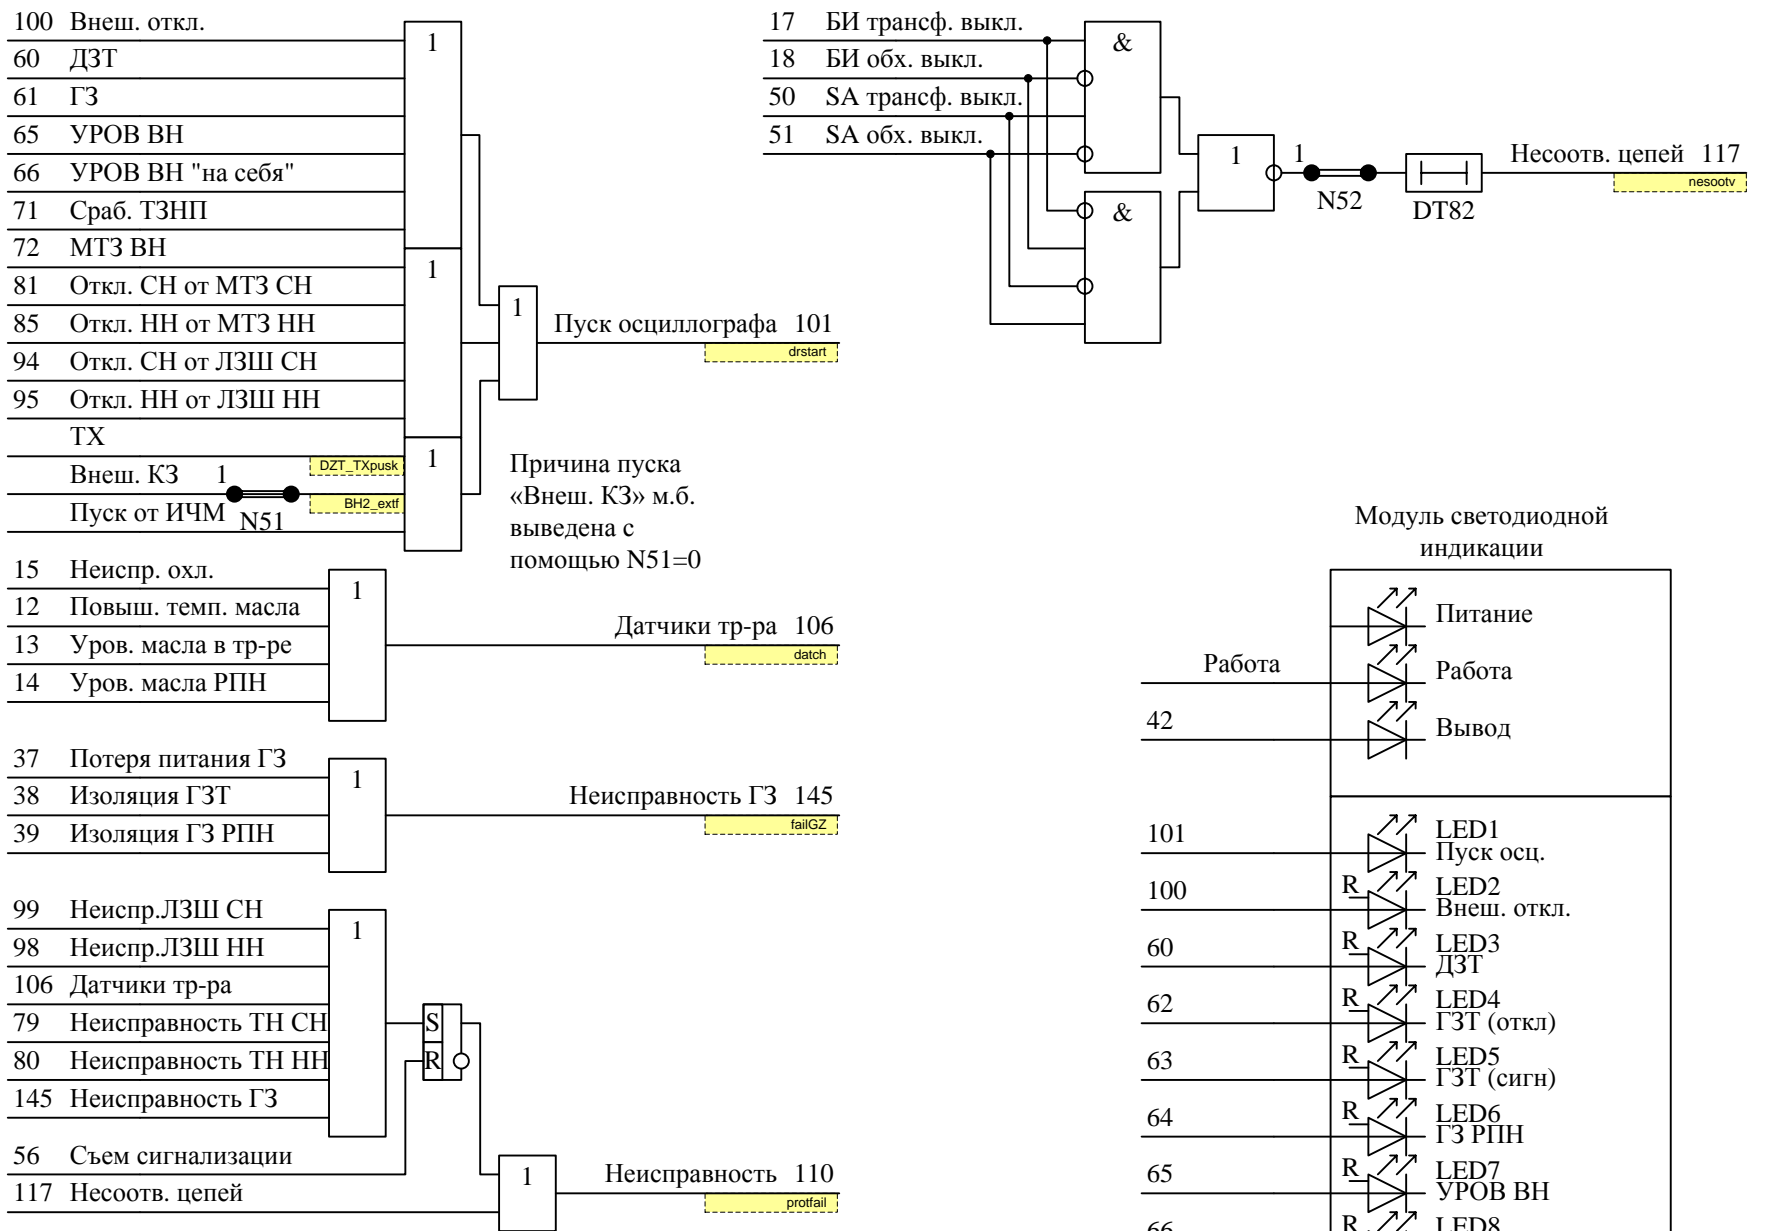 100 Внеш. откл.
60 ДЗТ
61 ГЗ
65 УРОВ ВН
66 УРОВ ВН "на себя"
71 Сраб. ТЗНП
72 МТЗ ВН
81 Откл. СН от МТЗ СН
85 Откл. НН от МТЗ НН
94 Откл. СН от ЛЗШ СН
95 Откл. НН от ЛЗШ НН
ТХ
DZT_TXpusk
Внеш. КЗ 1
BH2_extf
Пуск от ИЧМ N51
1
1
1
1
Пуск осциллографа 101
drstart
Причина пуска
«Внеш. КЗ» м.б.
выведена с
помощью N51=0
15 Неиспр. охл.
12 Повыш. темп. масла
13 Уров. масла в тр-ре
14 Уров. масла РПН
1
Датчики тр-ра 106
datch
37 Потеря питания ГЗ
38 Изоляция ГЗТ
39 Изоляция ГЗ РПН
1
Неисправность ГЗ 145
failGZ
99 Неиспр.ЛЗШ СН
98 Неиспр.ЛЗШ НН
106 Датчики тр-ра
79 Неисправность ТН СН
80 Неисправность ТН НН
145 Неисправность ГЗ
1
S
R
56 Съем сигнализации
117 Несоотв. цепей
1
Неисправность 110
protfail
17 БИ трансф. выкл.
18 БИ обх. выкл.
50 SA трансф. выкл.
51 SA обх. выкл.
&
&
1
1
N52
DT82
Несоотв. цепей 117
nesootv
Модуль светодиодной
индикации
Питание
Работа Работа
42 Вывод
101 LED1
Пуск осц.
100 R LED2
Внеш. откл.
60 R LED3
ДЗТ
62 R LED4
ГЗТ (откл)
63 R LED5
ГЗТ (сигн)
64 R LED6
ГЗ РПН
65 R LED7
УРОВ ВН
66 R LED8